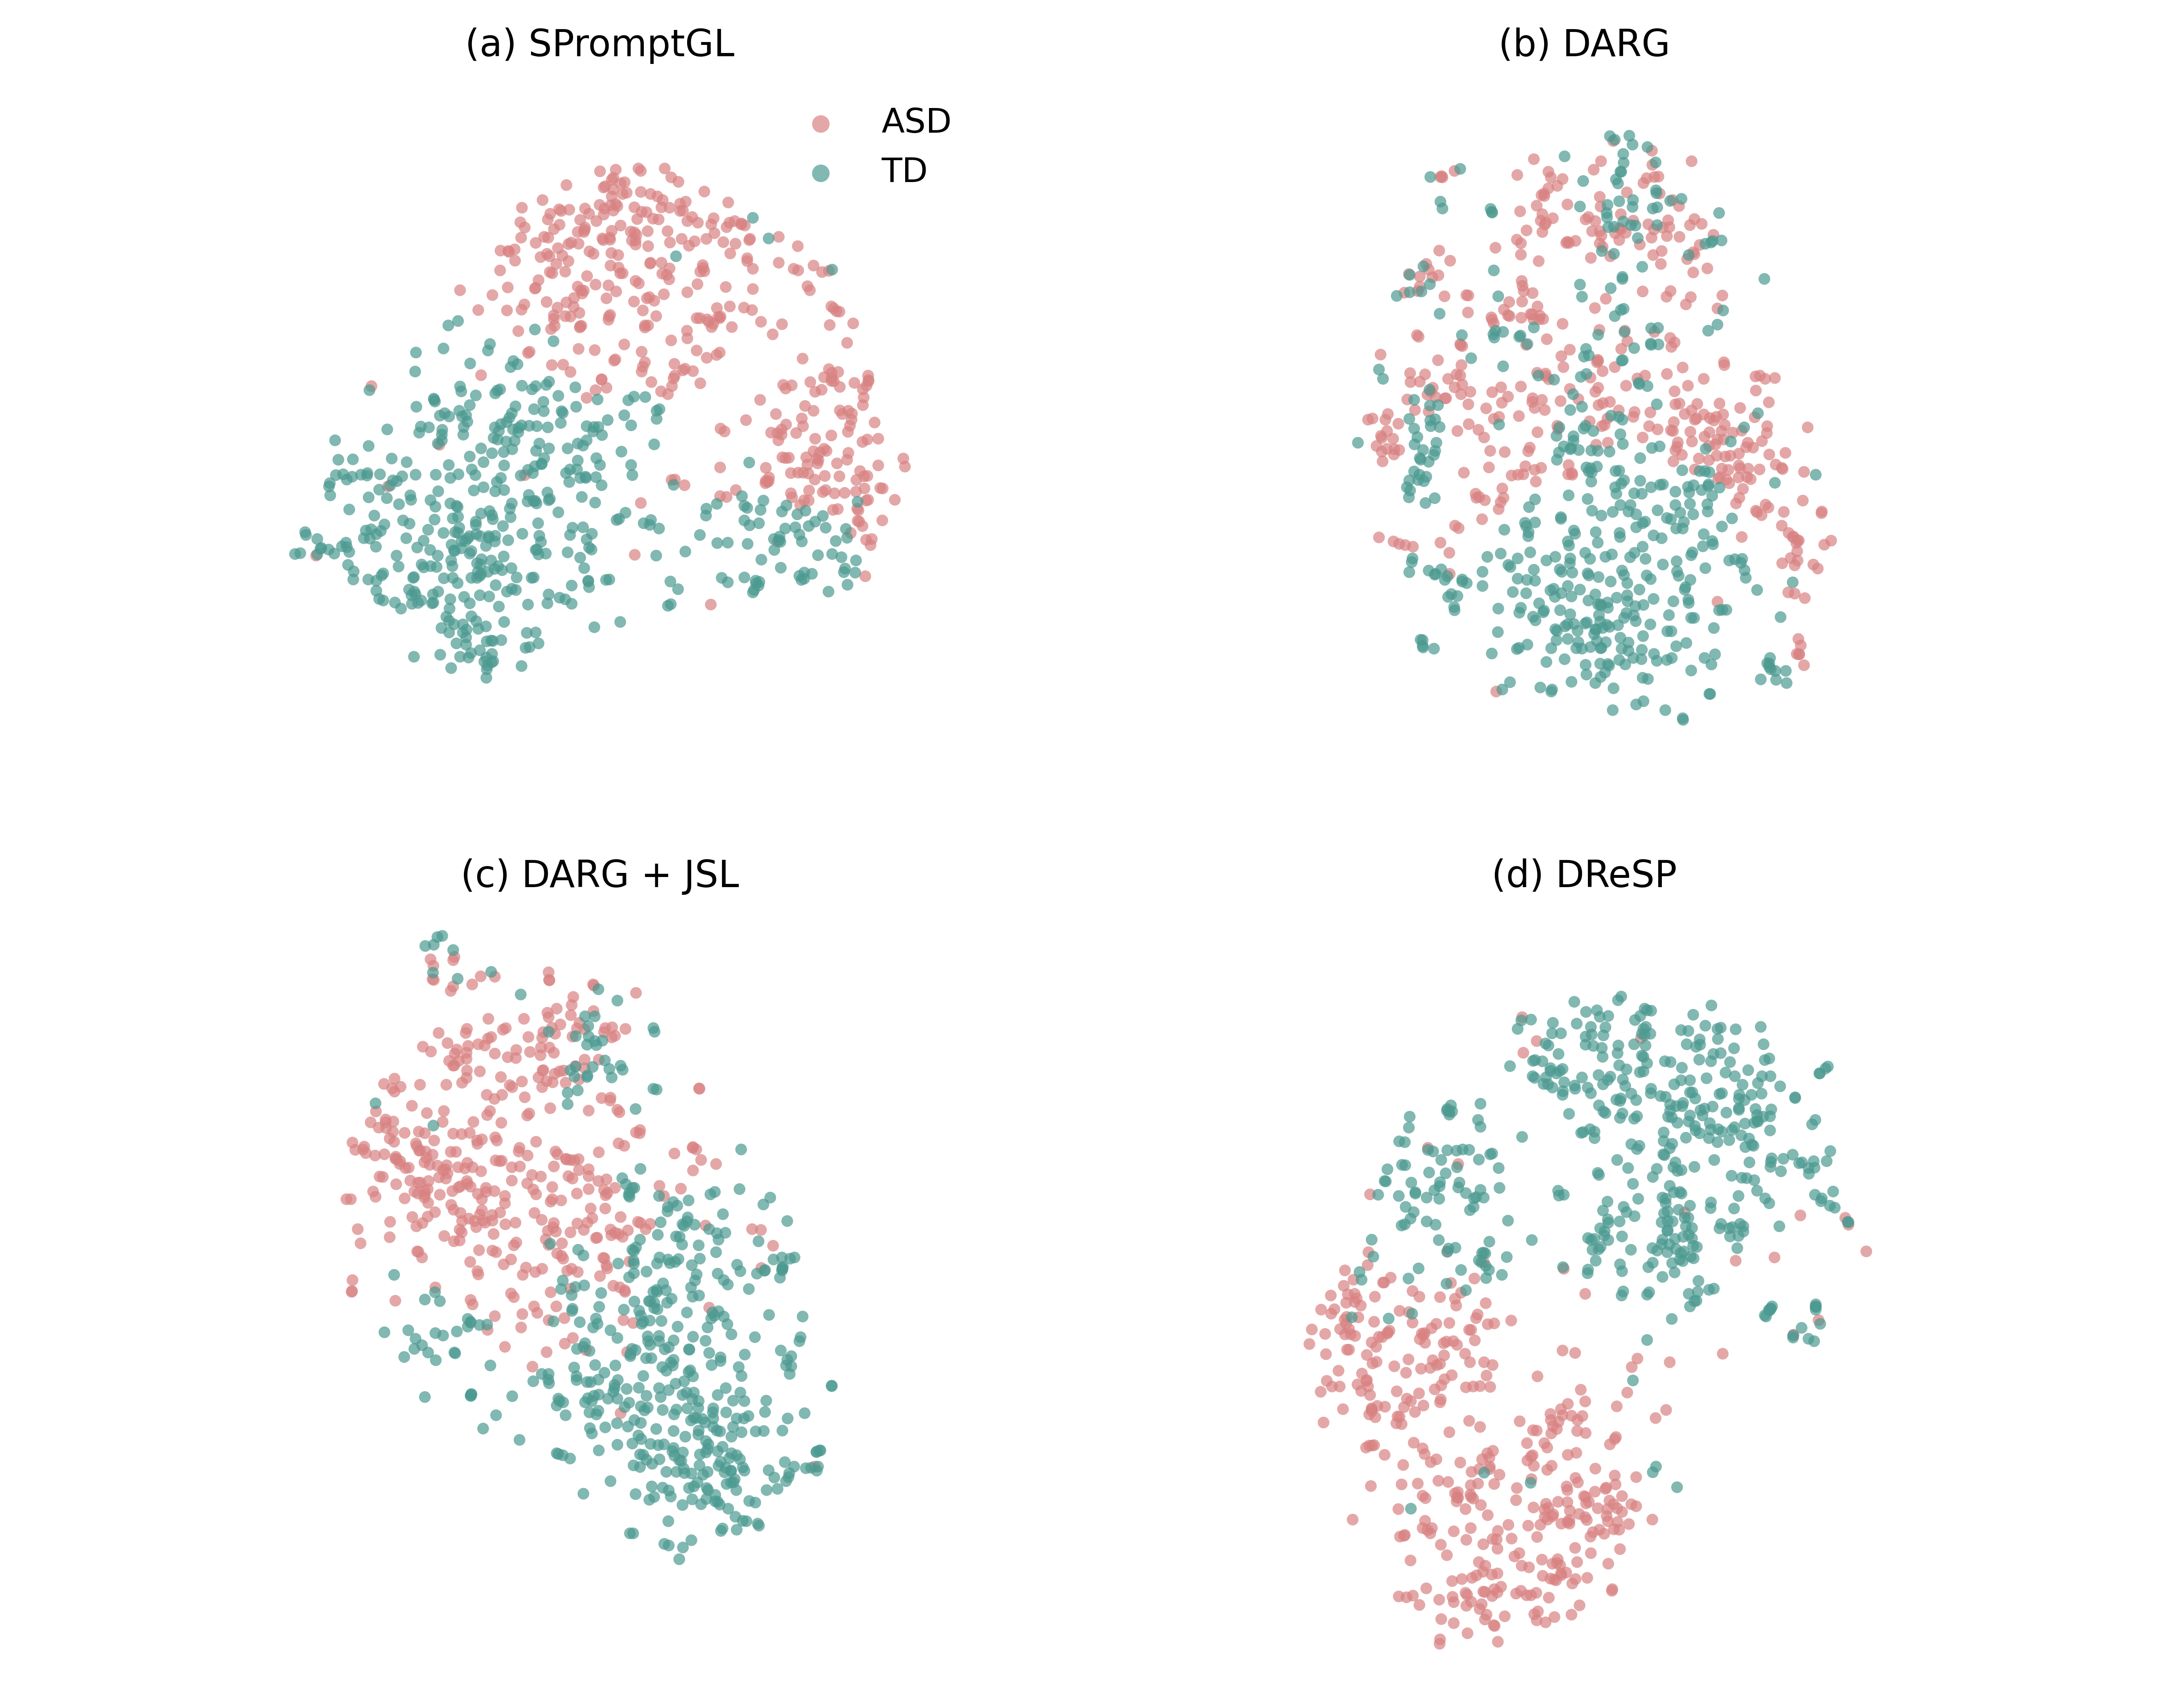 (a) SPromptGL
(b) DARG
ASD
TD
(c) DARG + JSL
(d) DReSP